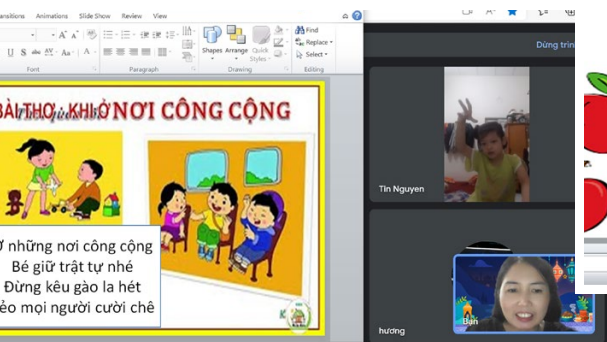 ansitions Animations Slide Show Review View
Font Paragraph Drawing Editing
Shapes Arrange Quick Styles
Find
Replace
Select
BÀI THƠ: KHI Ở NƠI CÔNG CỘNG
những nơi công cộng
Bé giữ trật tự nhé
Đừng kêu gào la hét
ẻo mọi người cười chê
Dừng trìn
Tin Nguyen
hương
Bạn